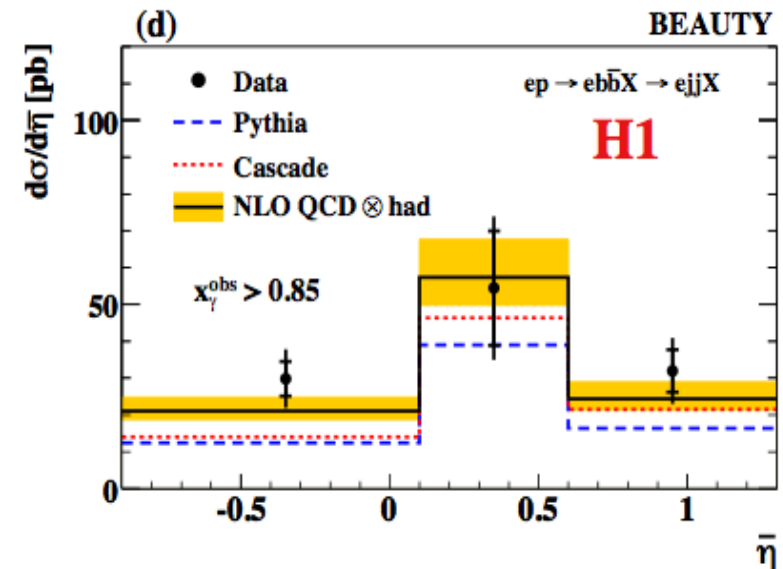 (d) BEAUTY
dσ/dη̄ [pb]
Data
ep → ebb̄X → ejjX
Pythia
H1
Cascade
NLO QCD ⊗ had
x_γ^obs > 0.85
100
50
0
-0.5 0 0.5 1
η̄